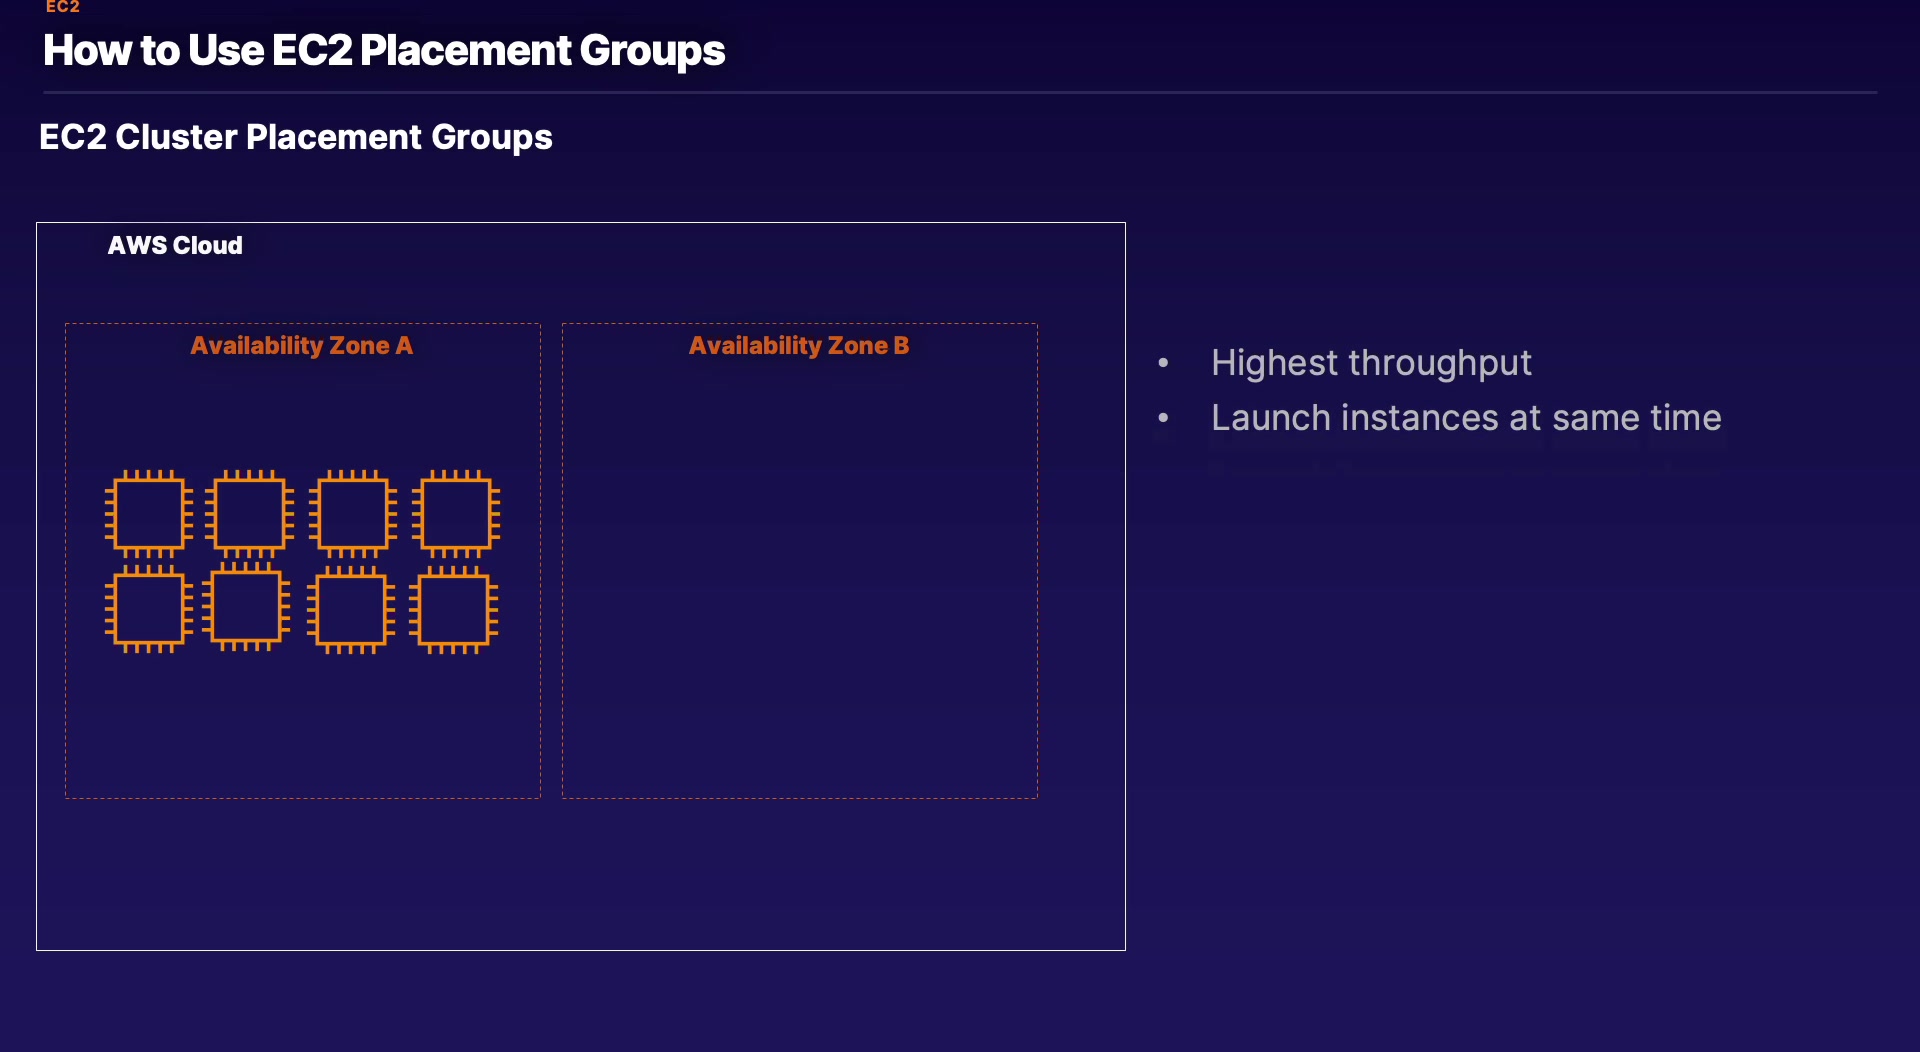 EC2
How to Use EC2 Placement Groups
EC2 Cluster Placement Groups
AWS Cloud
Availability Zone A
Availability Zone B
• Highest throughput
• Launch instances at same time